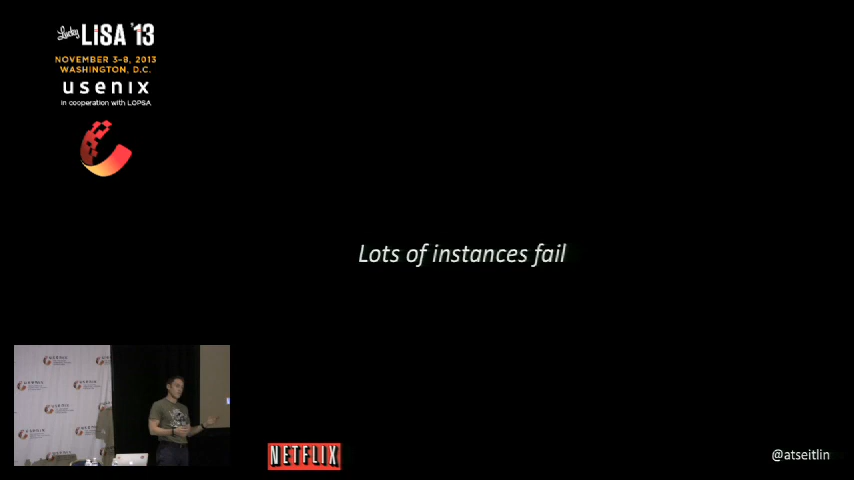 Lucky LISA '13
NOVEMBER 3–8, 2013
WASHINGTON, D.C.
usenix
in cooperation with LOPSA
Lots of instances fail
NETFLIX
@atseitlin